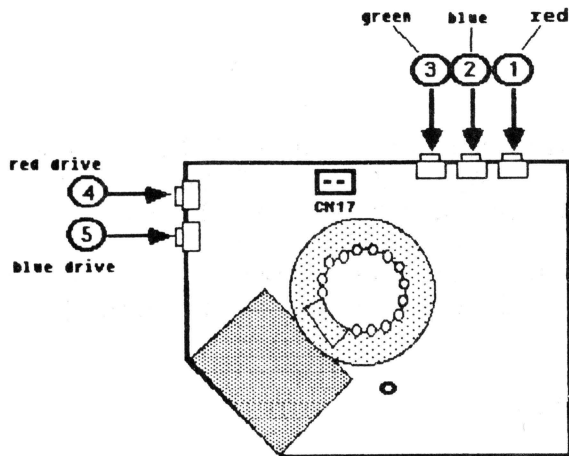 green blue red
3 2 1
red drive
4
CN17
5
blue drive